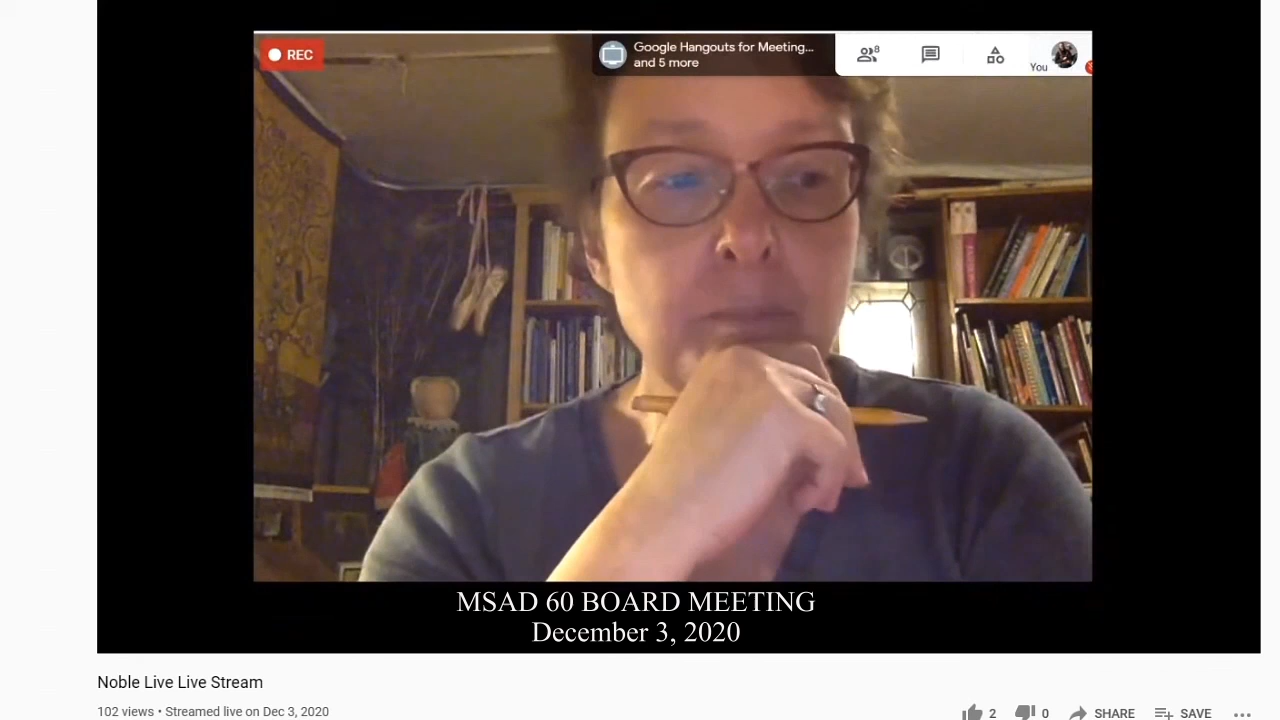 REC
Google Hangouts for Meeting...
and 5 more
8
You
MSAD 60 BOARD MEETING
December 3, 2020
Noble Live Live Stream
102 views • Streamed live on Dec 3, 2020
2
0
SHARE
SAVE